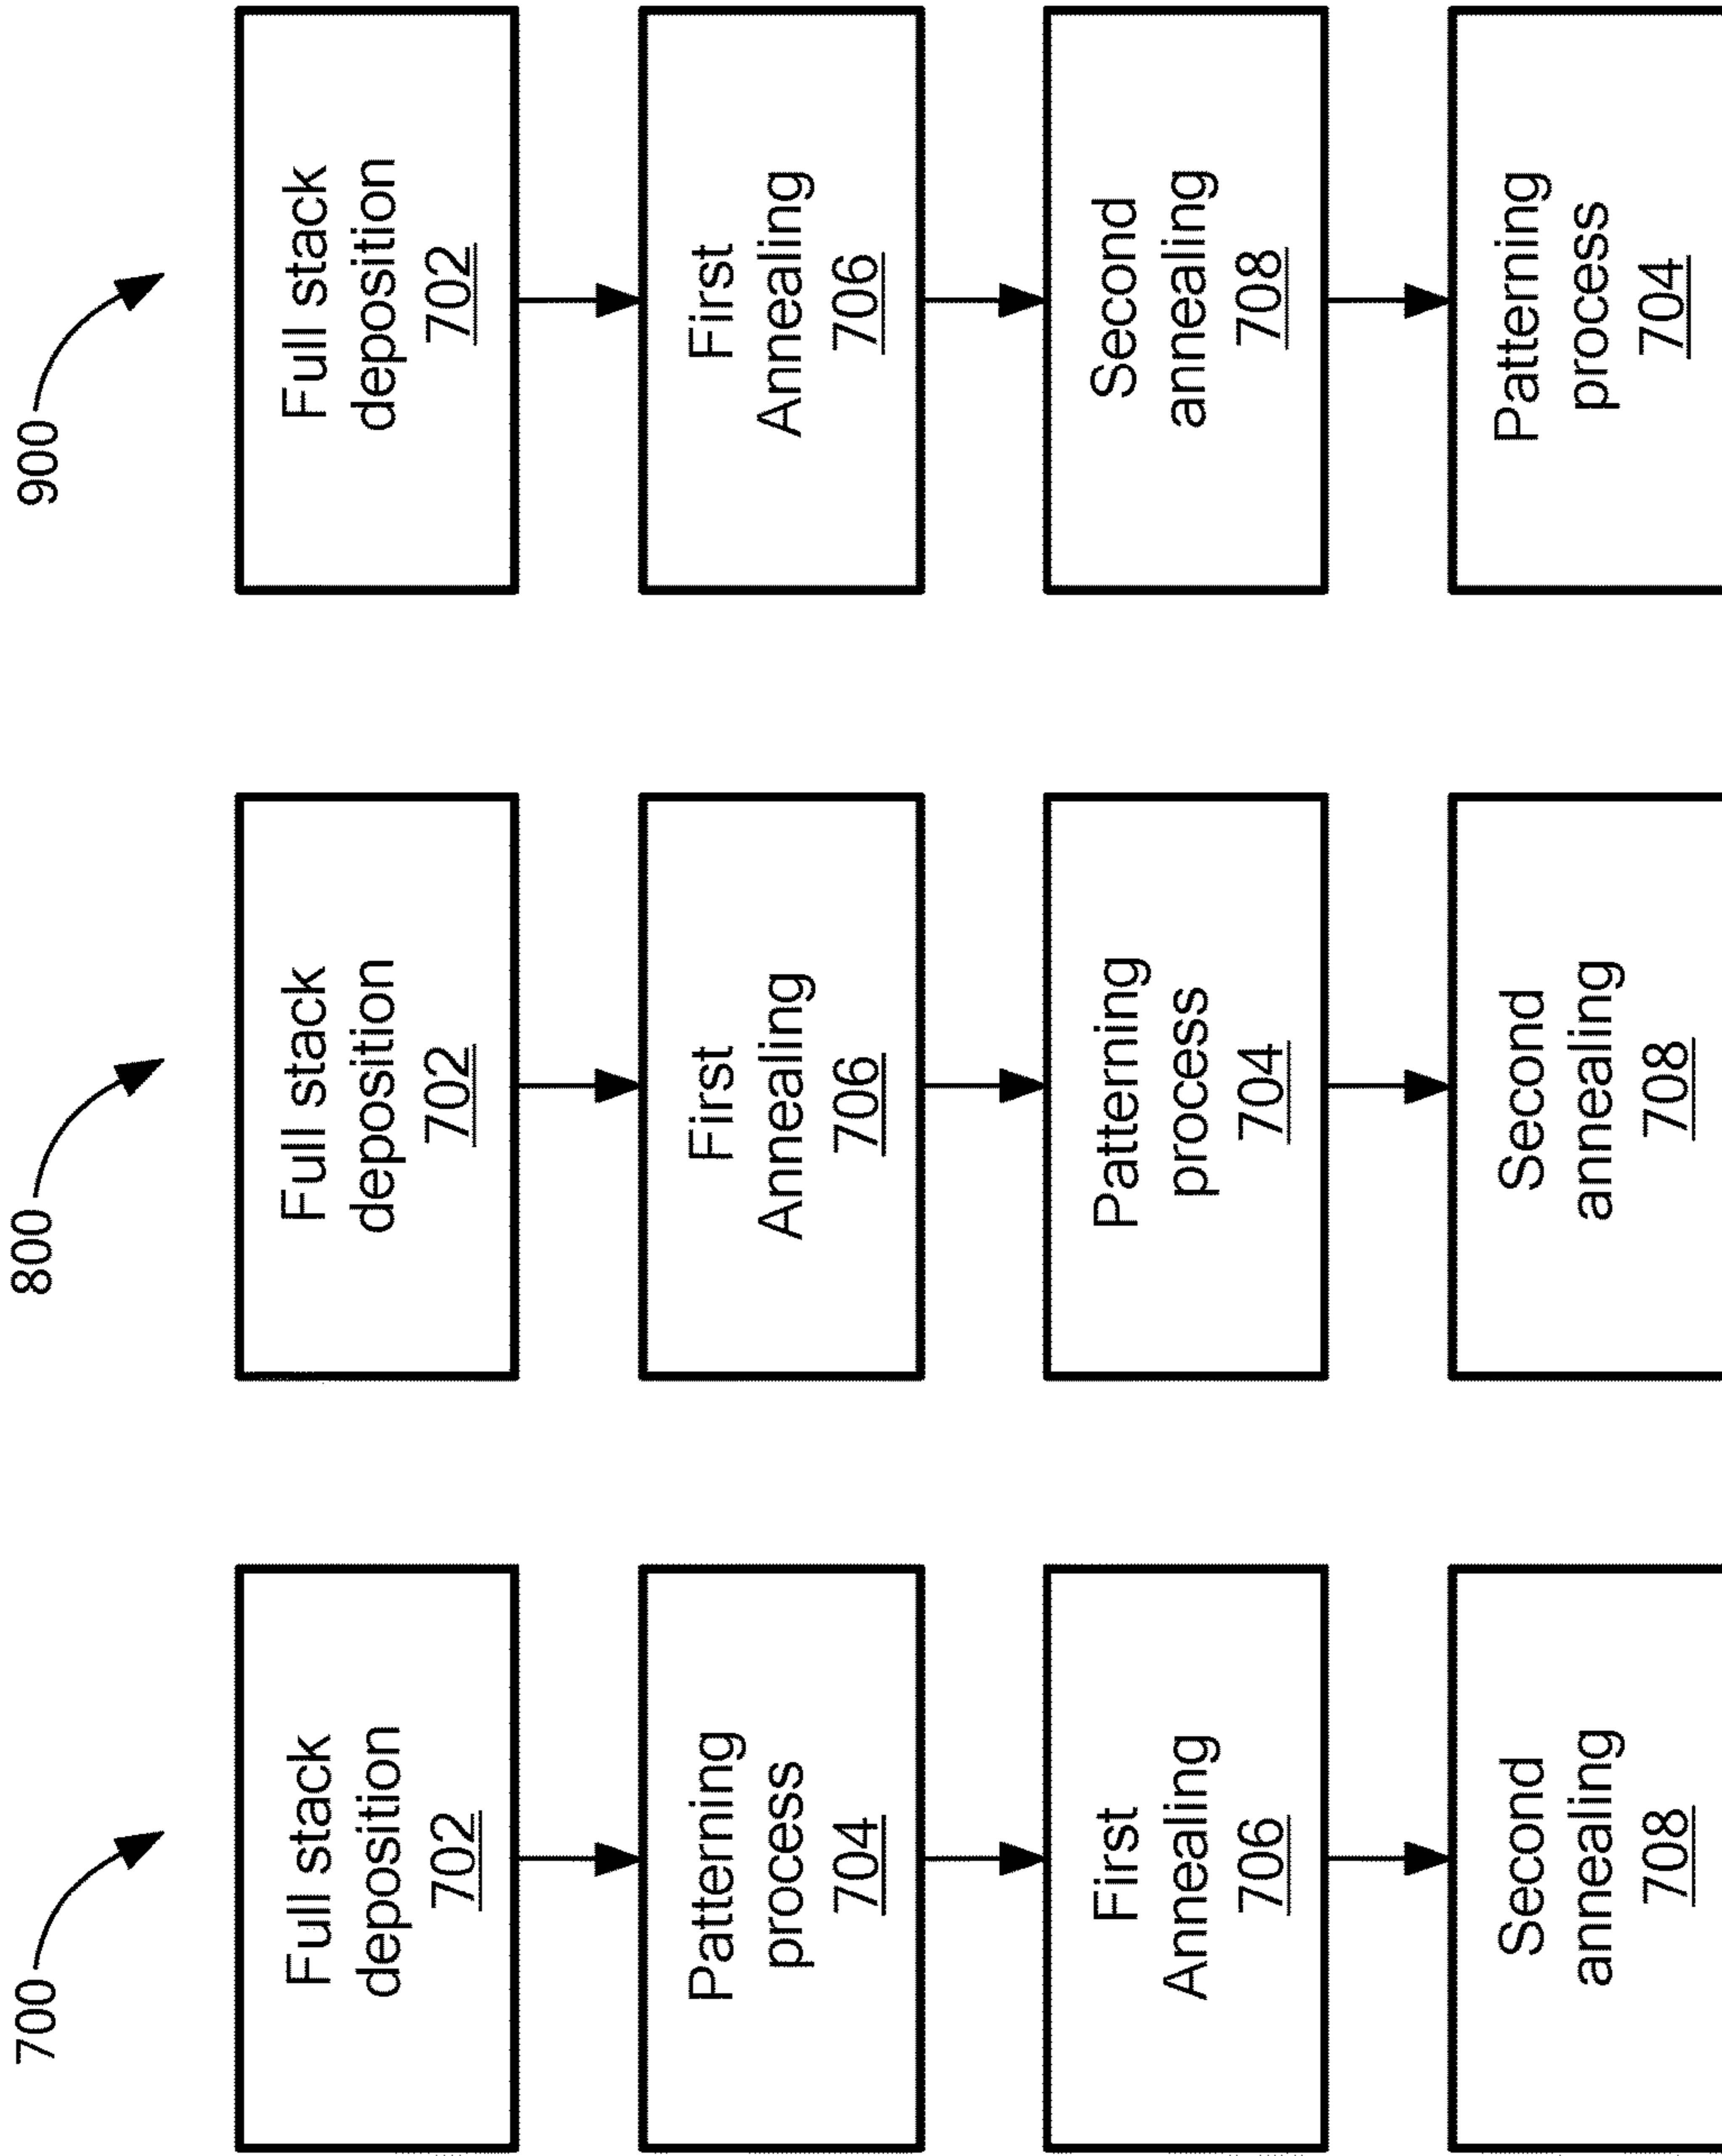 700
Full stack
deposition
702
Patterning
process
704
First
Annealing
706
Second
annealing
708
800
Full stack
deposition
702
First
Annealing
706
Patterning
process
704
Second
annealing
708
900
Full stack
deposition
702
First
Annealing
706
Second
annealing
708
Patterning
process
704